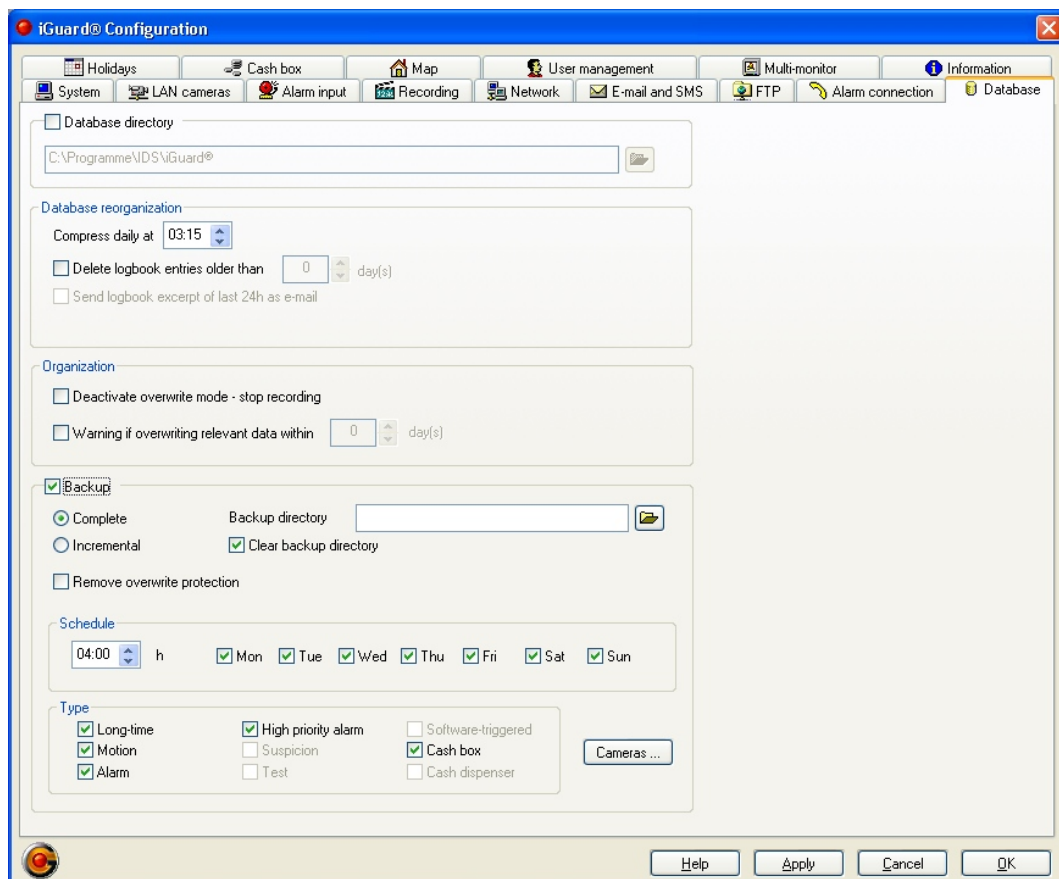 iGuard® Configuration
Holidays Cash box Map User management Multi-monitor Information
System LAN cameras Alarm input Recording Network E-mail and SMS FTP Alarm connection Database
Database directory
C:\Programme\IDS\iGuard®
Database reorganization
Compress daily at 03:15
Delete logbook entries older than 0 day(s)
Send logbook excerpt of last 24h as e-mail
Organization
Deactivate overwrite mode - stop recording
Warning if overwriting relevant data within 0 day(s)
Backup
Complete Backup directory
Incremental Clear backup directory
Remove overwrite protection
Schedule
04:00 h Mon Tue Wed Thu Fri Sat Sun
Type
Long-time High priority alarm Software-triggered
Motion Suspicion Cash box Cameras ...
Alarm Test Cash dispenser
Help Apply Cancel OK